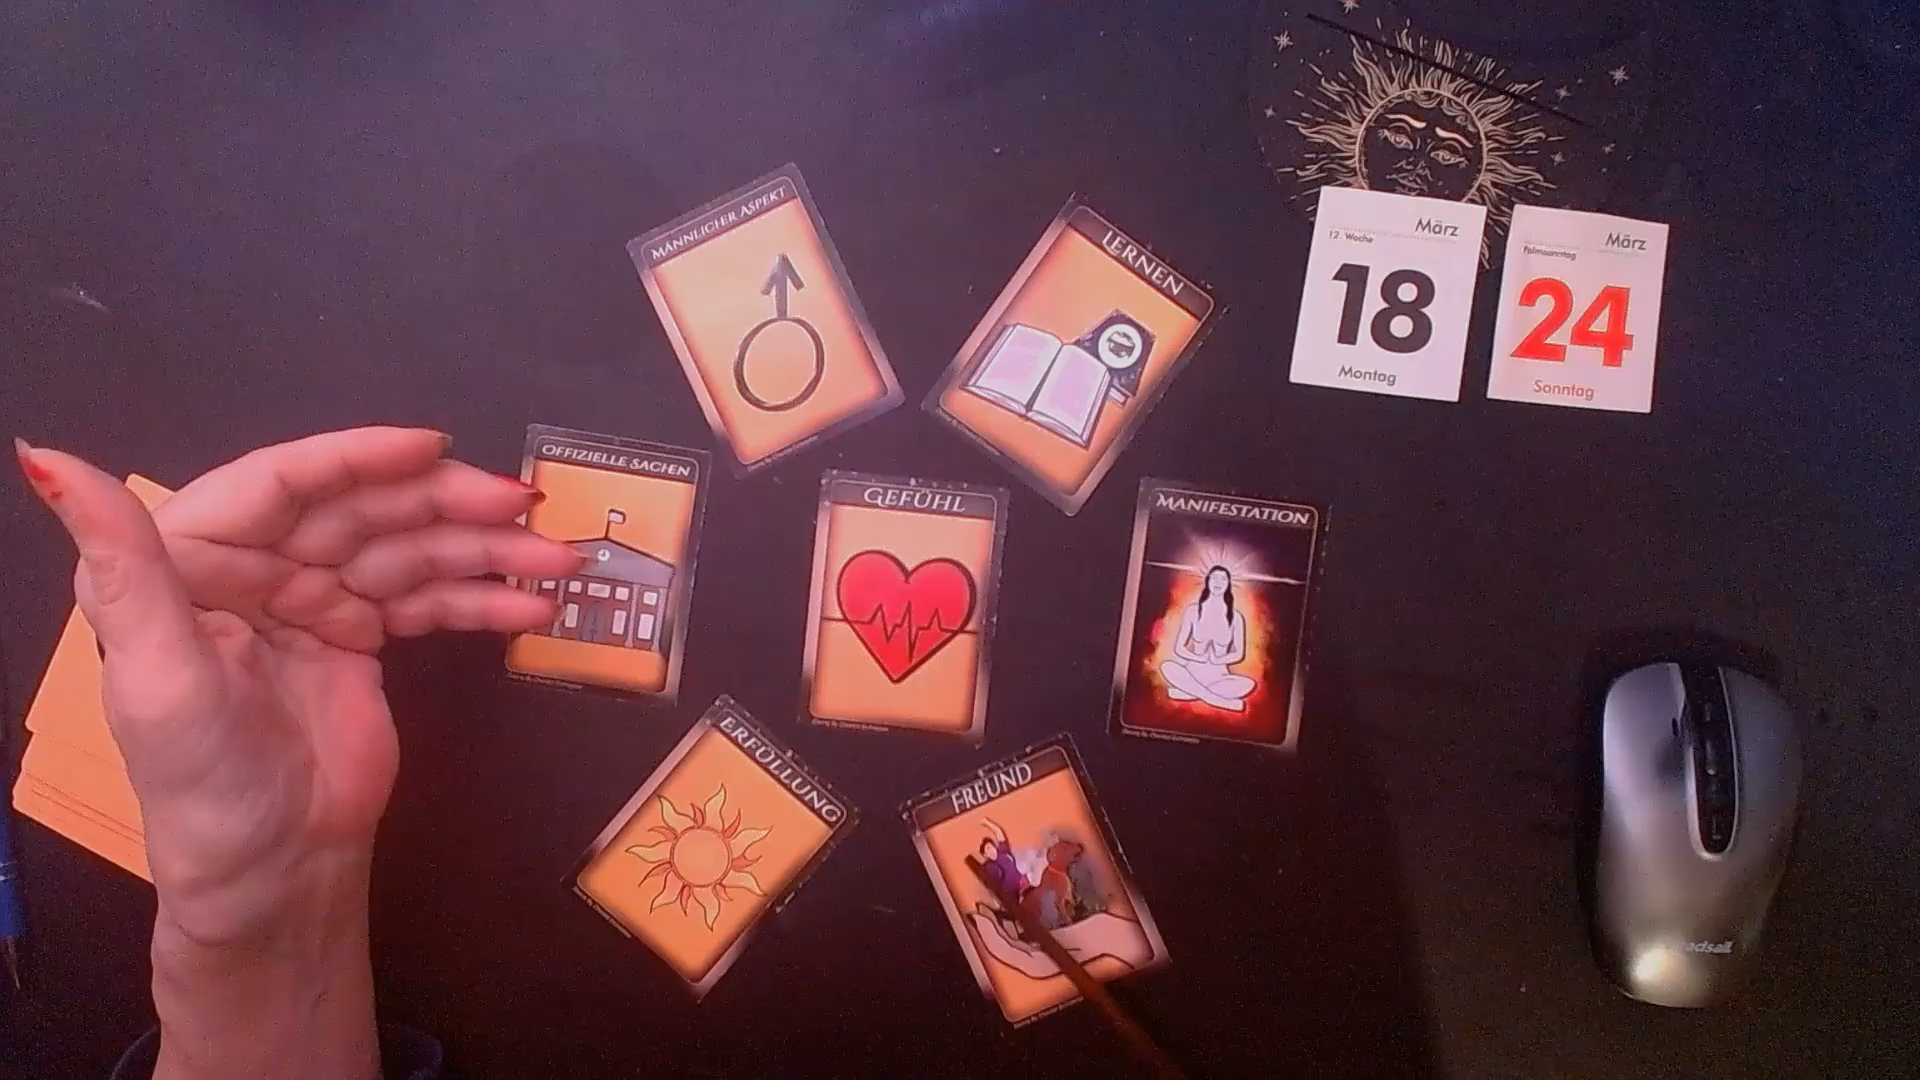 MÄNNLICHER ASPEKT
LERNEN
März
12. Woche
18
Montag
März
Palmsonntag
24
Sonntag
OFFIZIELLE SACHEN
GEFÜHL
MANIFESTATION
ERFÜLLUNG
FREUND